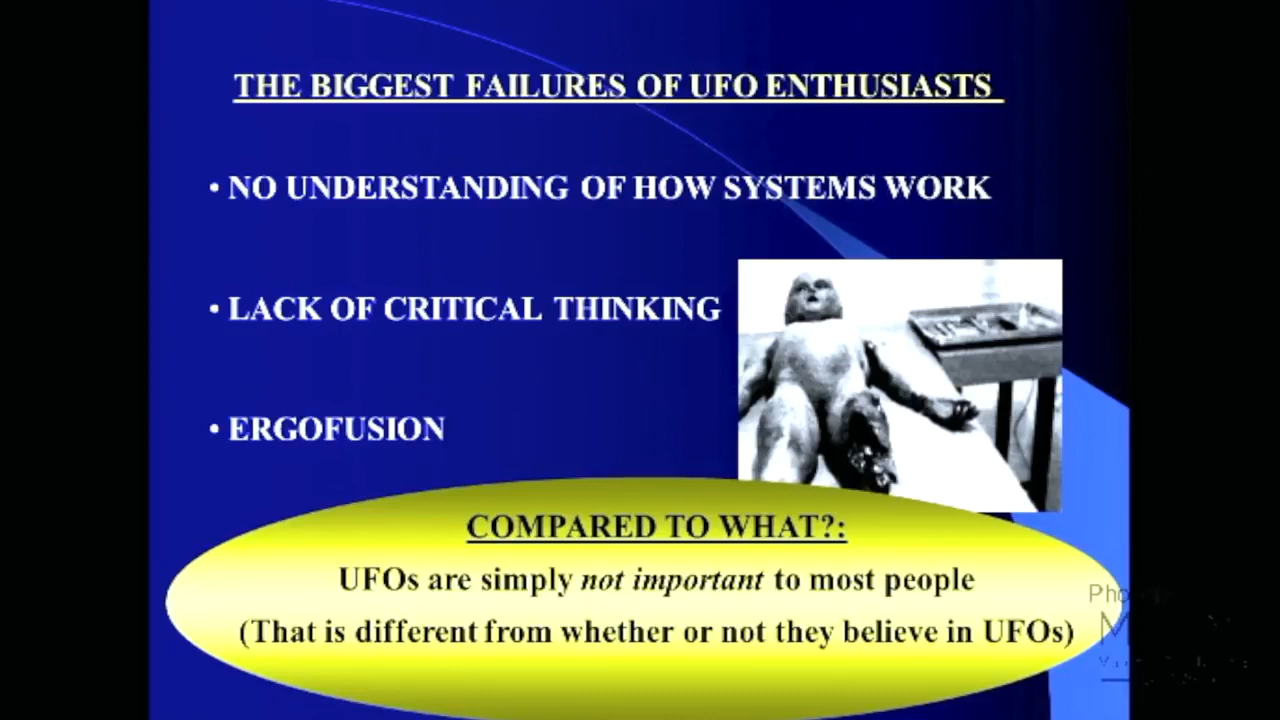 THE BIGGEST FAILURES OF UFO ENTHUSIASTS
• NO UNDERSTANDING OF HOW SYSTEMS WORK
• LACK OF CRITICAL THINKING
• ERGOFUSION
COMPARED TO WHAT?:
UFOs are simply not important to most people
(That is different from whether or not they believe in UFOs)